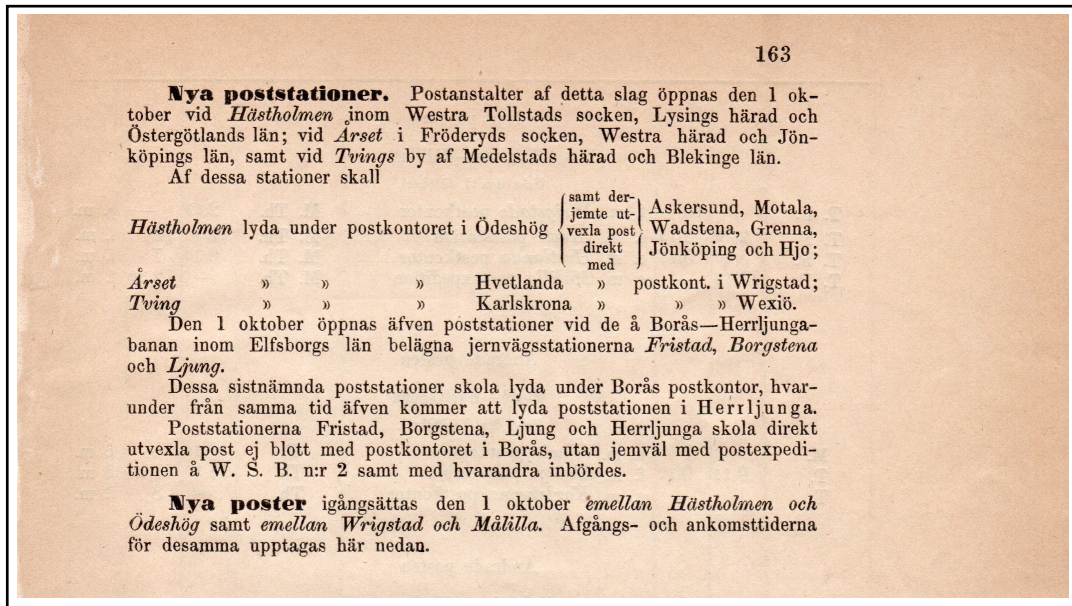 163
Nya poststationer. Postanstalter af detta slag öppnas den 1 ok-
tober vid Hästholmen inom Westra Tollstads socken, Lysings härad och
Östergötlands län; vid Årset i Fröderyds socken, Westra härad och Jön-
köpings län, samt vid Tvings by af Medelstads härad och Blekinge län.
Af dessa stationer skall
Hästholmen lyda under postkontoret i Ödeshög { samt der-
jemte ut-
vexla post
direkt
med } Askersund, Motala,
Wadstena, Grenna,
Jönköping och Hjo;
Årset » » » Hvetlanda » postkont. i Wrigstad;
Tving » » » Karlskrona » » » Wexiö.
Den 1 oktober öppnas äfven poststationer vid de å Borås—Herrljunga-
banan inom Elfsborgs län belägna jernvägsstationerna Fristad, Borgstena
och Ljung.
Dessa sistnämnda poststationer skola lyda under Borås postkontor, hvar-
under från samma tid äfven kommer att lyda poststationen i Herrljunga.
Poststationerna Fristad, Borgstena, Ljung och Herrljunga skola direkt
utvexla post ej blott med postkontoret i Borås, utan jemväl med postexpedi-
tionen å W. S. B. n:r 2 samt med hvarandra inbördes.
Nya poster igångsättas den 1 oktober emellan Hästholmen och
Ödeshög samt emellan Wrigstad och Målilla. Afgångs- och ankomsttiderna
för desamma upptagas här nedan.